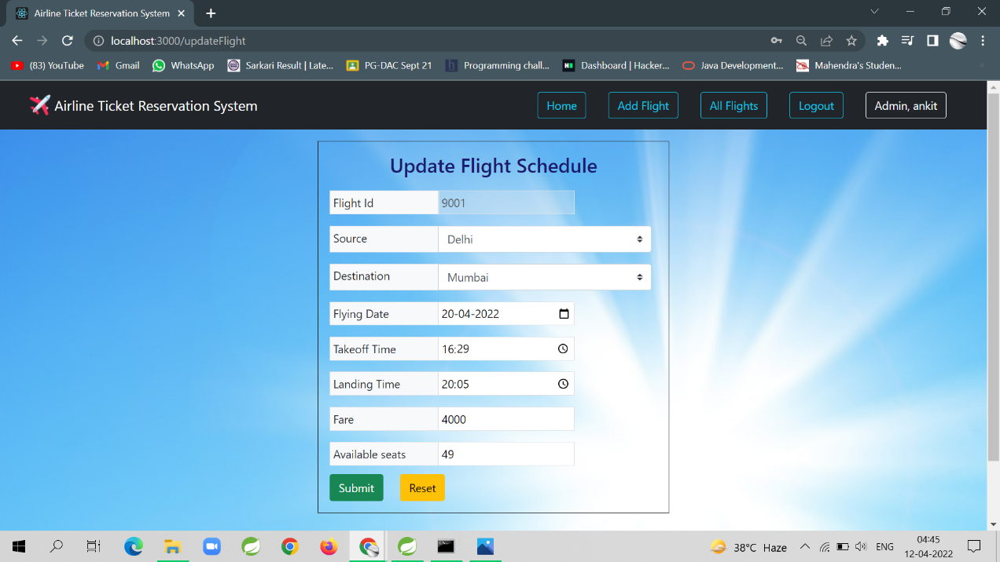 Airline Ticket Reservation System
localhost:3000/updateFlight
(83) YouTube Gmail WhatsApp Sarkari Result | Late... PG-DAC Sept 21 Programming chall... Dashboard | Hacker... Java Development... Mahendra's Studen...
Airline Ticket Reservation System Home Add Flight All Flights Logout Admin, ankit
Update Flight Schedule
Flight Id 9001
Source Delhi
Destination Mumbai
Flying Date 20-04-2022
Takeoff Time 16:29
Landing Time 20:05
Fare 4000
Available seats 49
Submit Reset
38°C Haze ENG 04:45
12-04-2022